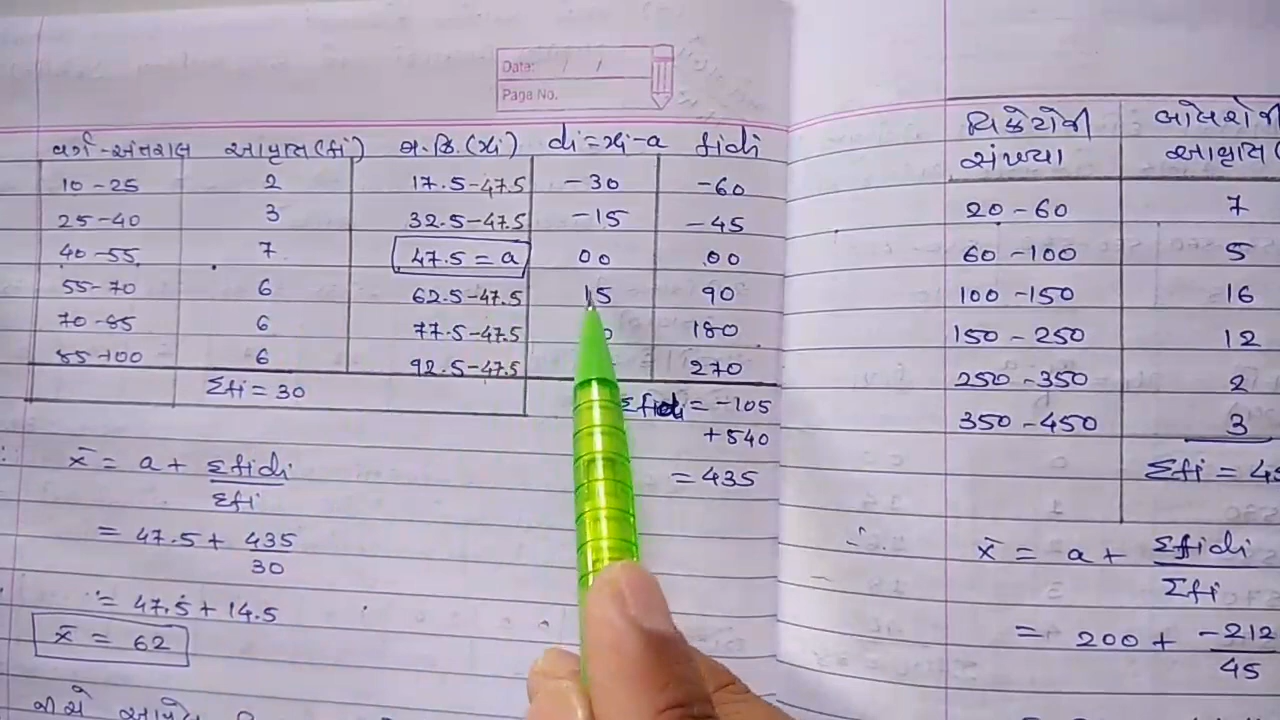 Date: / /
Page No.
વર્ગ-અંતરાલ આવૃત્તિ (fi) મ.કિ. (xi) di = xi - a fidi
10-25 2 17.5-47.5 -30 -60
25-40 3 32.5-47.5 -15 -45
40-55 7 47.5 = a 00 00
55-70 6 62.5-47.5 15 90
70-85 6 77.5-47.5 0 180
85-100 6 92.5-47.5 270
Σfi = 30
Σfidi = -105
+540
= 435
x̄ = a + Σfidi / Σfi
= 47.5 + 435 / 30
= 47.5 + 14.5
x̄ = 62
નીચે
વિકેટોની બોલરોની
સંખ્યા આવૃત્તિ (
20-60 7
60-100 5
100-150 16
150-250 12
250-350 2
350-450 3
Σfi = 45
∴ x̄ = a + Σfidi / Σfi
= 200 + -212 / 45